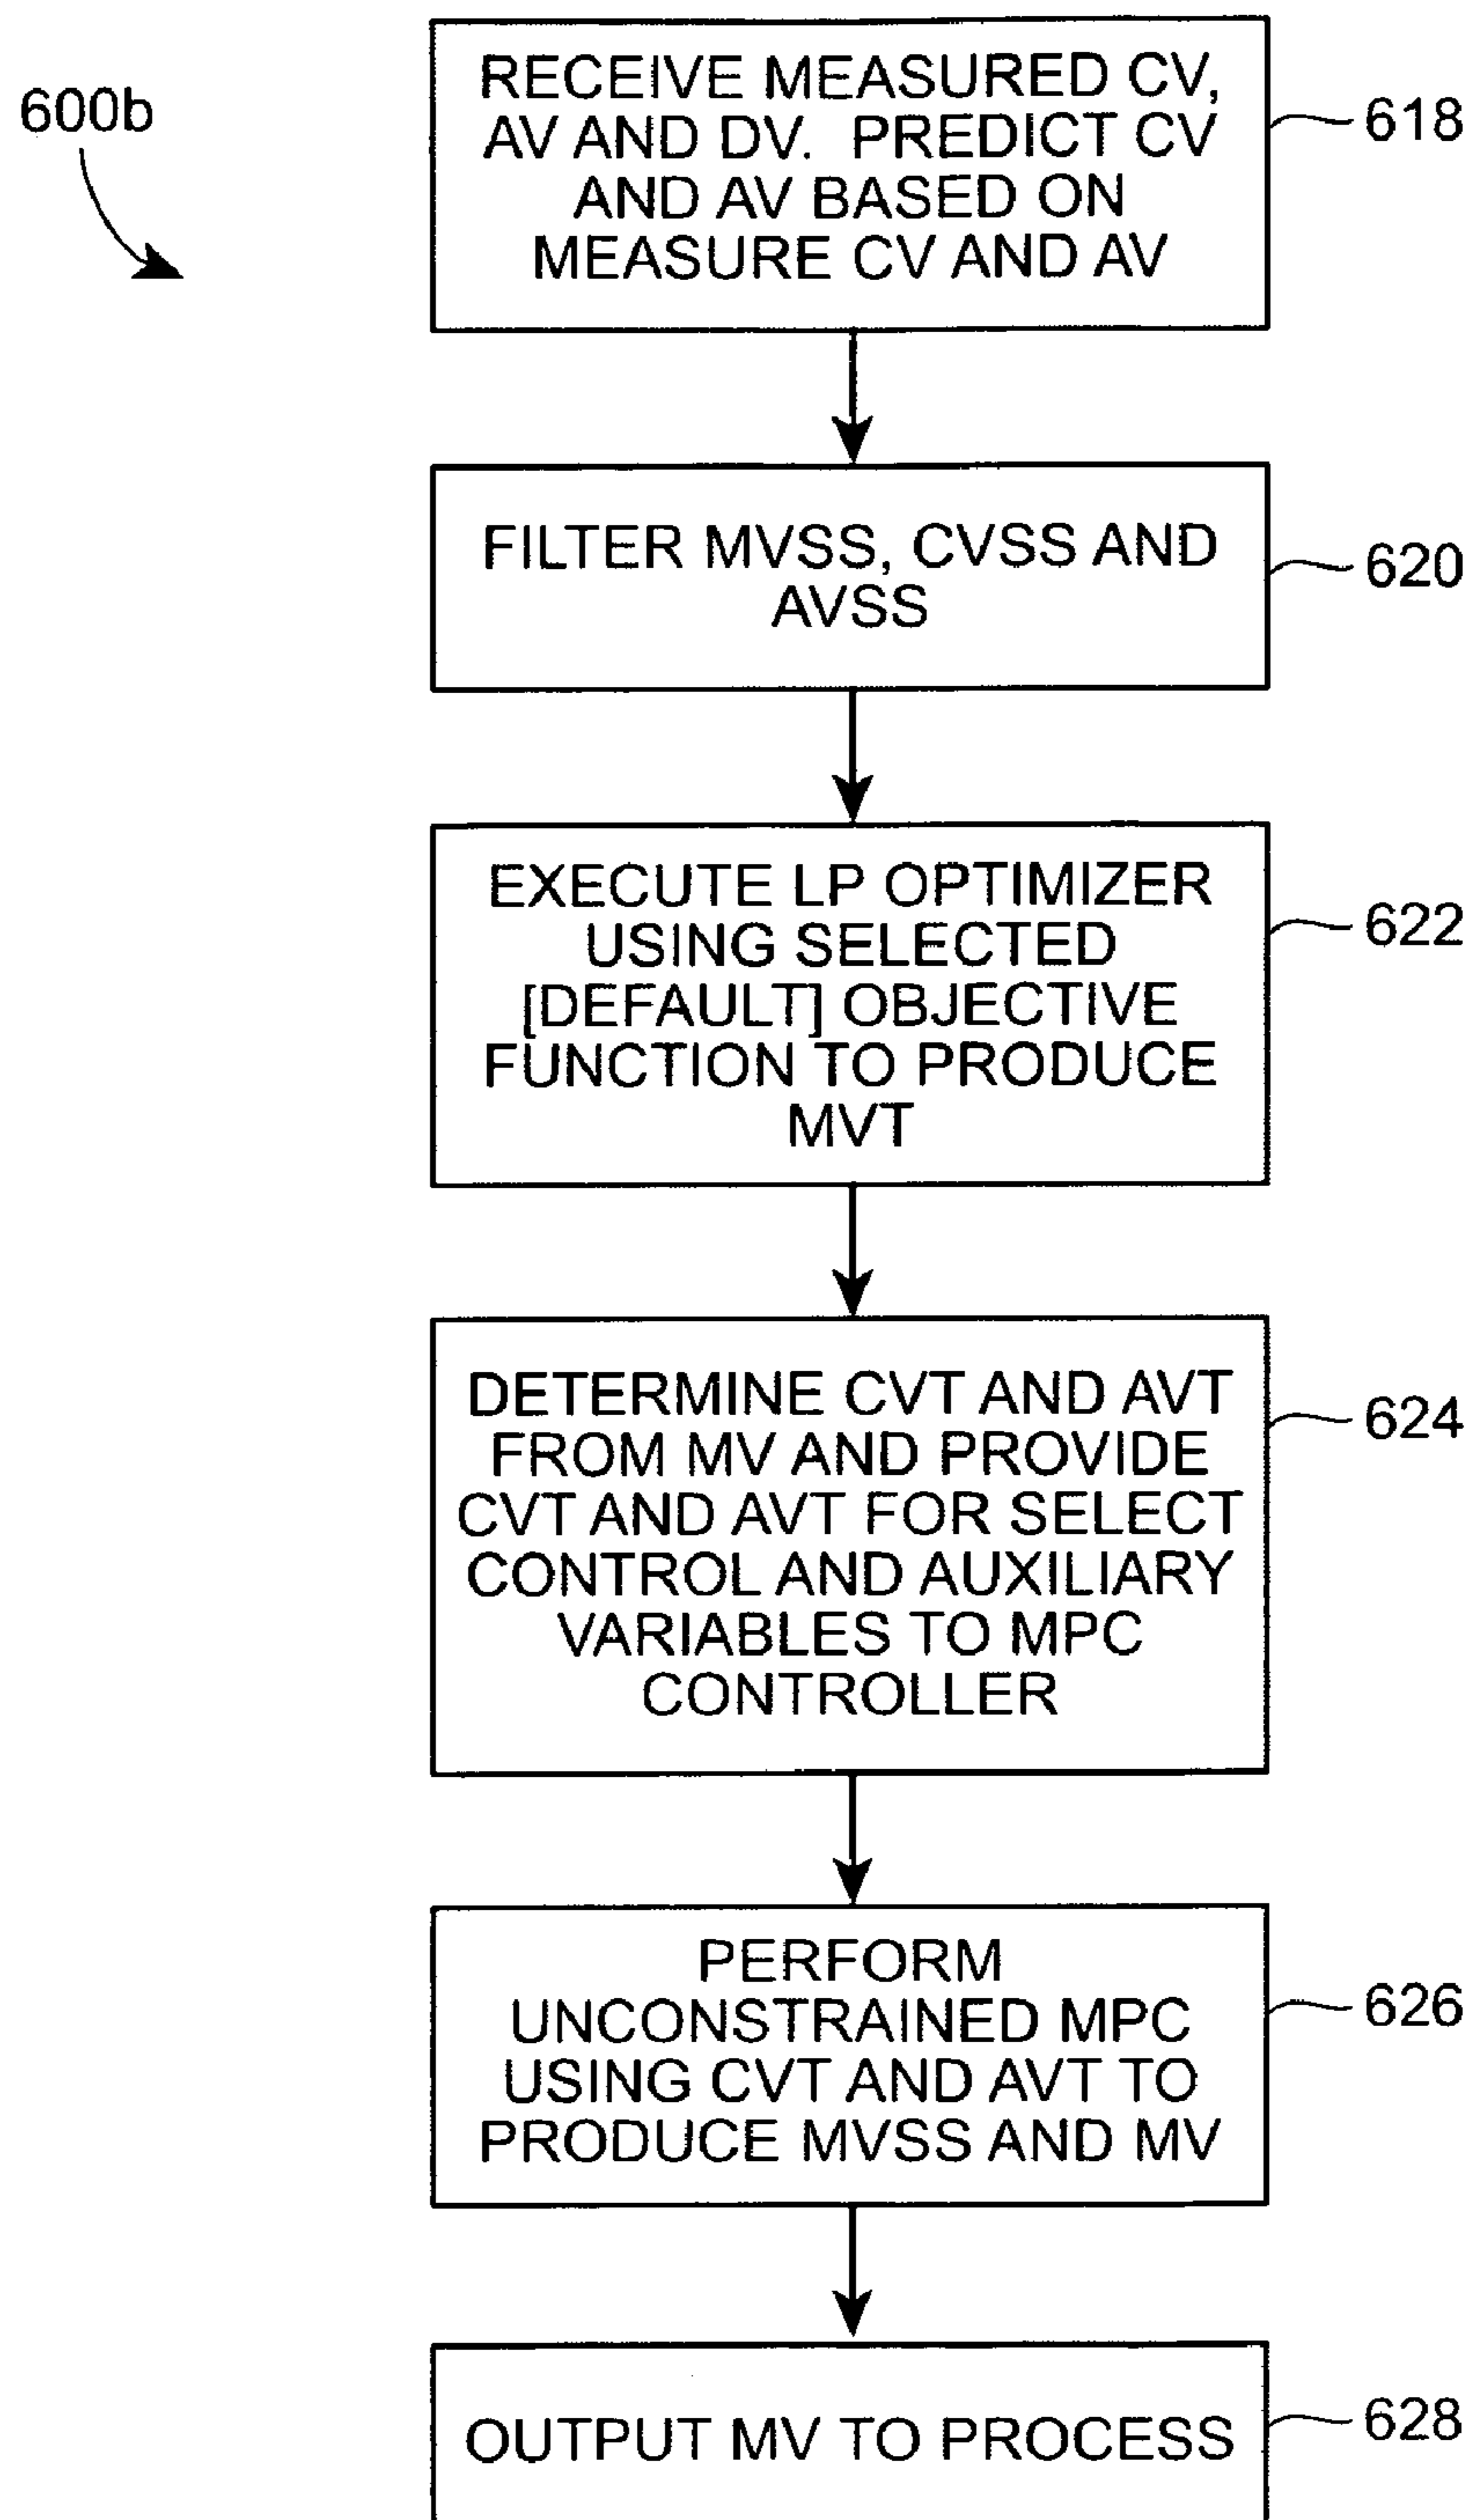 600b
RECEIVE MEASURED CV,
AV AND DV. PREDICT CV
AND AV BASED ON
MEASURE CV AND AV
618
FILTER MVSS, CVSS AND
AVSS
620
EXECUTE LP OPTIMIZER
USING SELECTED
[DEFAULT] OBJECTIVE
FUNCTION TO PRODUCE
MVT
622
DETERMINE CVT AND AVT
FROM MV AND PROVIDE
CVT AND AVT FOR SELECT
CONTROL AND AUXILIARY
VARIABLES TO MPC
CONTROLLER
624
PERFORM
UNCONSTRAINED MPC
USING CVT AND AVT TO
PRODUCE MVSS AND MV
626
OUTPUT MV TO PROCESS
628